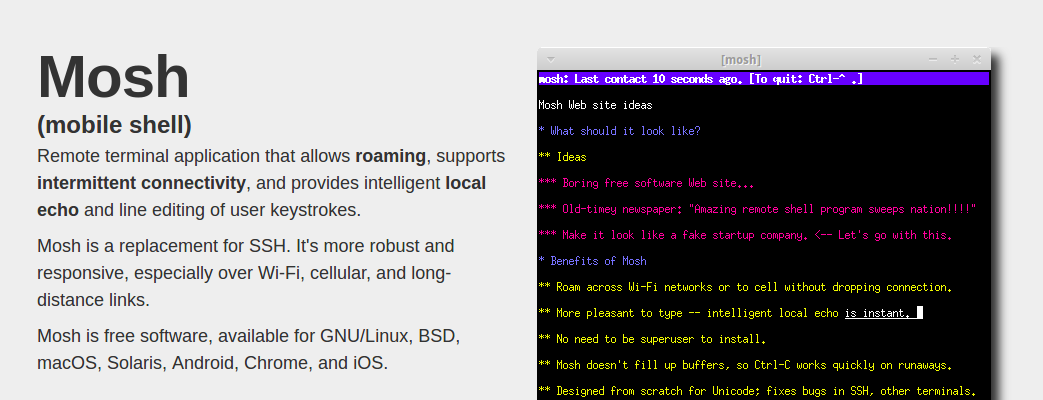 Mosh
(mobile shell)
Remote terminal application that allows roaming, supports
intermittent connectivity, and provides intelligent local
echo and line editing of user keystrokes.
Mosh is a replacement for SSH. It's more robust and
responsive, especially over Wi-Fi, cellular, and long-
distance links.
Mosh is free software, available for GNU/Linux, BSD,
macOS, Solaris, Android, Chrome, and iOS.
[mosh]
mosh: Last contact 10 seconds ago. [To quit: Ctrl-^ .]
Mosh Web site ideas
* What should it look like?
** Ideas
*** Boring free software Web site...
*** Old-timey newspaper: "Amazing remote shell program sweeps nation!!!!"
*** Make it look like a fake startup company. <-- Let's go with this.
* Benefits of Mosh
** Roam across Wi-Fi networks or to cell without dropping connection.
** More pleasant to type -- intelligent local echo is instant.
** No need to be superuser to install.
** Mosh doesn't fill up buffers, so Ctrl-C works quickly on runaways.
** Designed from scratch for Unicode; fixes bugs in SSH, other terminals.